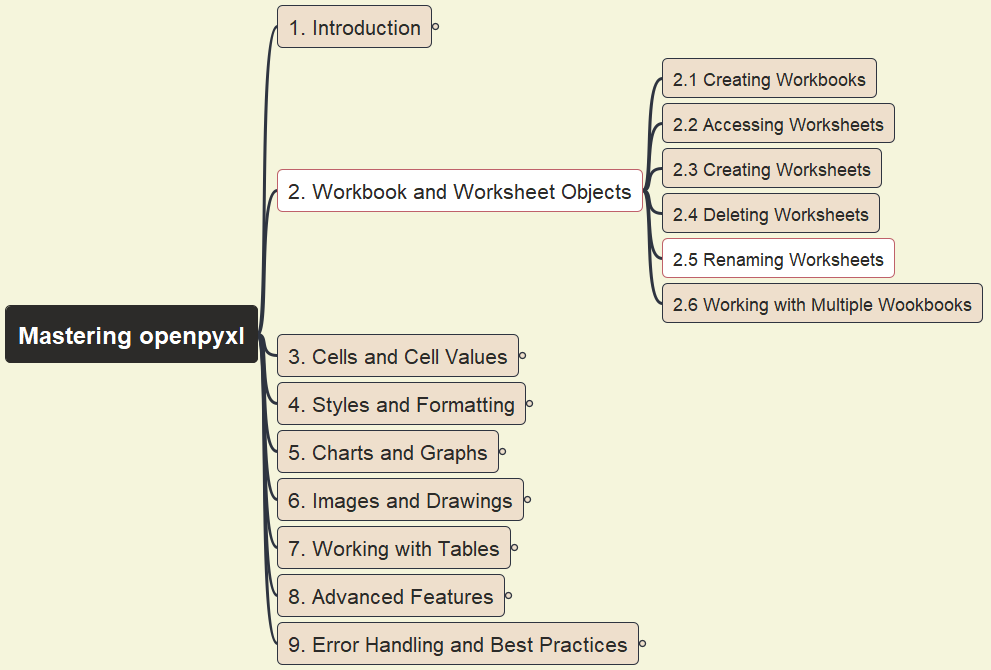 Mastering openpyxl
1. Introduction
2. Workbook and Worksheet Objects
2.1 Creating Workbooks
2.2 Accessing Worksheets
2.3 Creating Worksheets
2.4 Deleting Worksheets
2.5 Renaming Worksheets
2.6 Working with Multiple Wookbooks
3. Cells and Cell Values
4. Styles and Formatting
5. Charts and Graphs
6. Images and Drawings
7. Working with Tables
8. Advanced Features
9. Error Handling and Best Practices